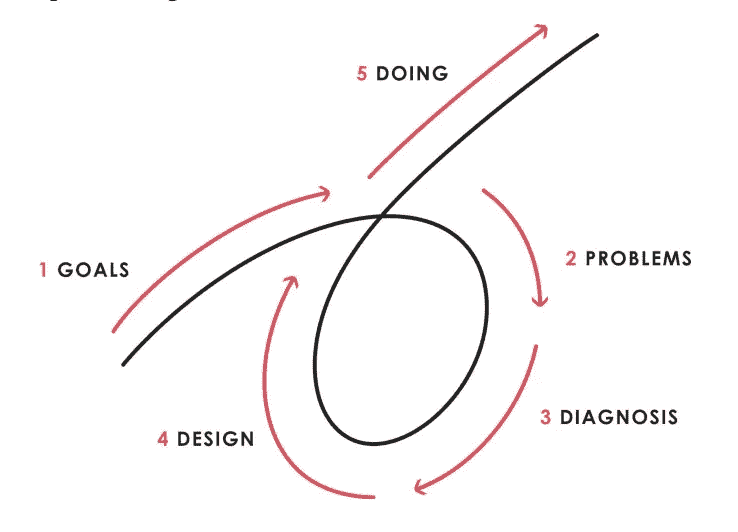 1 GOALS
2 PROBLEMS
3 DIAGNOSIS
4 DESIGN
5 DOING